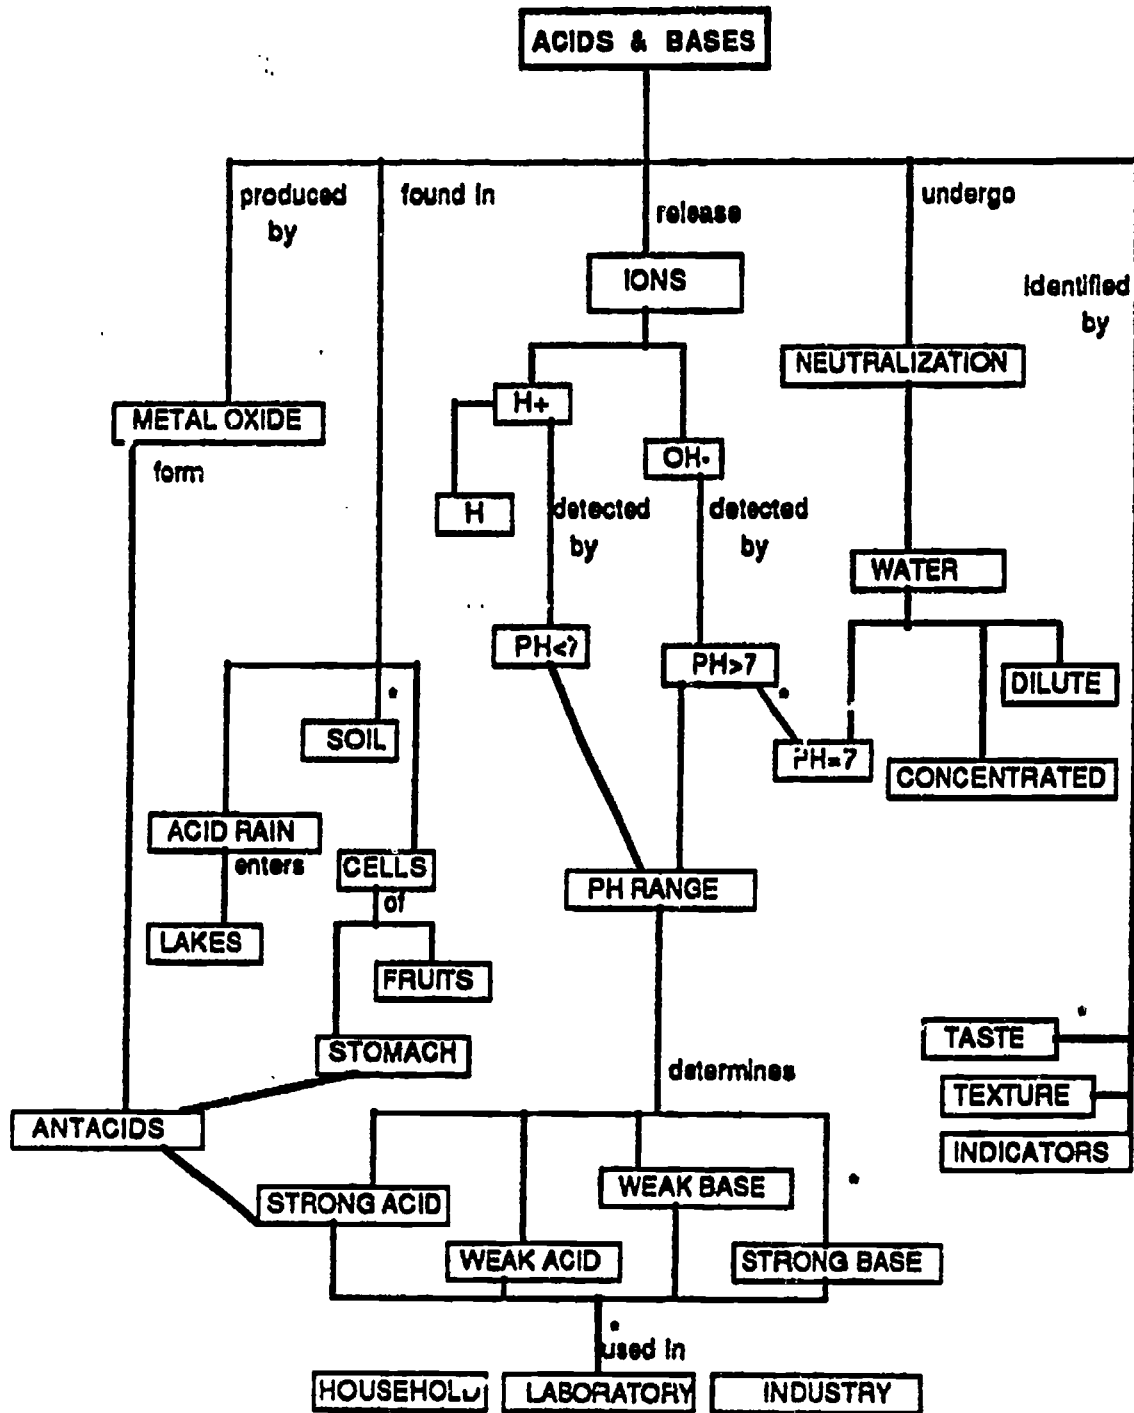 ACIDS & BASES
produced
by
found in
release
undergo
identified
by
IONS
NEUTRALIZATION
H+
METAL OXIDE
form
OH-
H
detected
by
detected
by
WATER
PH<7
PH>7
*
*
DILUTE
SOIL
PH=7
CONCENTRATED
ACID RAIN
enters
CELLS
of
PH RANGE
LAKES
FRUITS
*
TASTE
STOMACH
determines
TEXTURE
ANTACIDS
INDICATORS
WEAK BASE
*
STRONG ACID
WEAK ACID
STRONG BASE
*
used in
HOUSEHOLD
LABORATORY
INDUSTRY